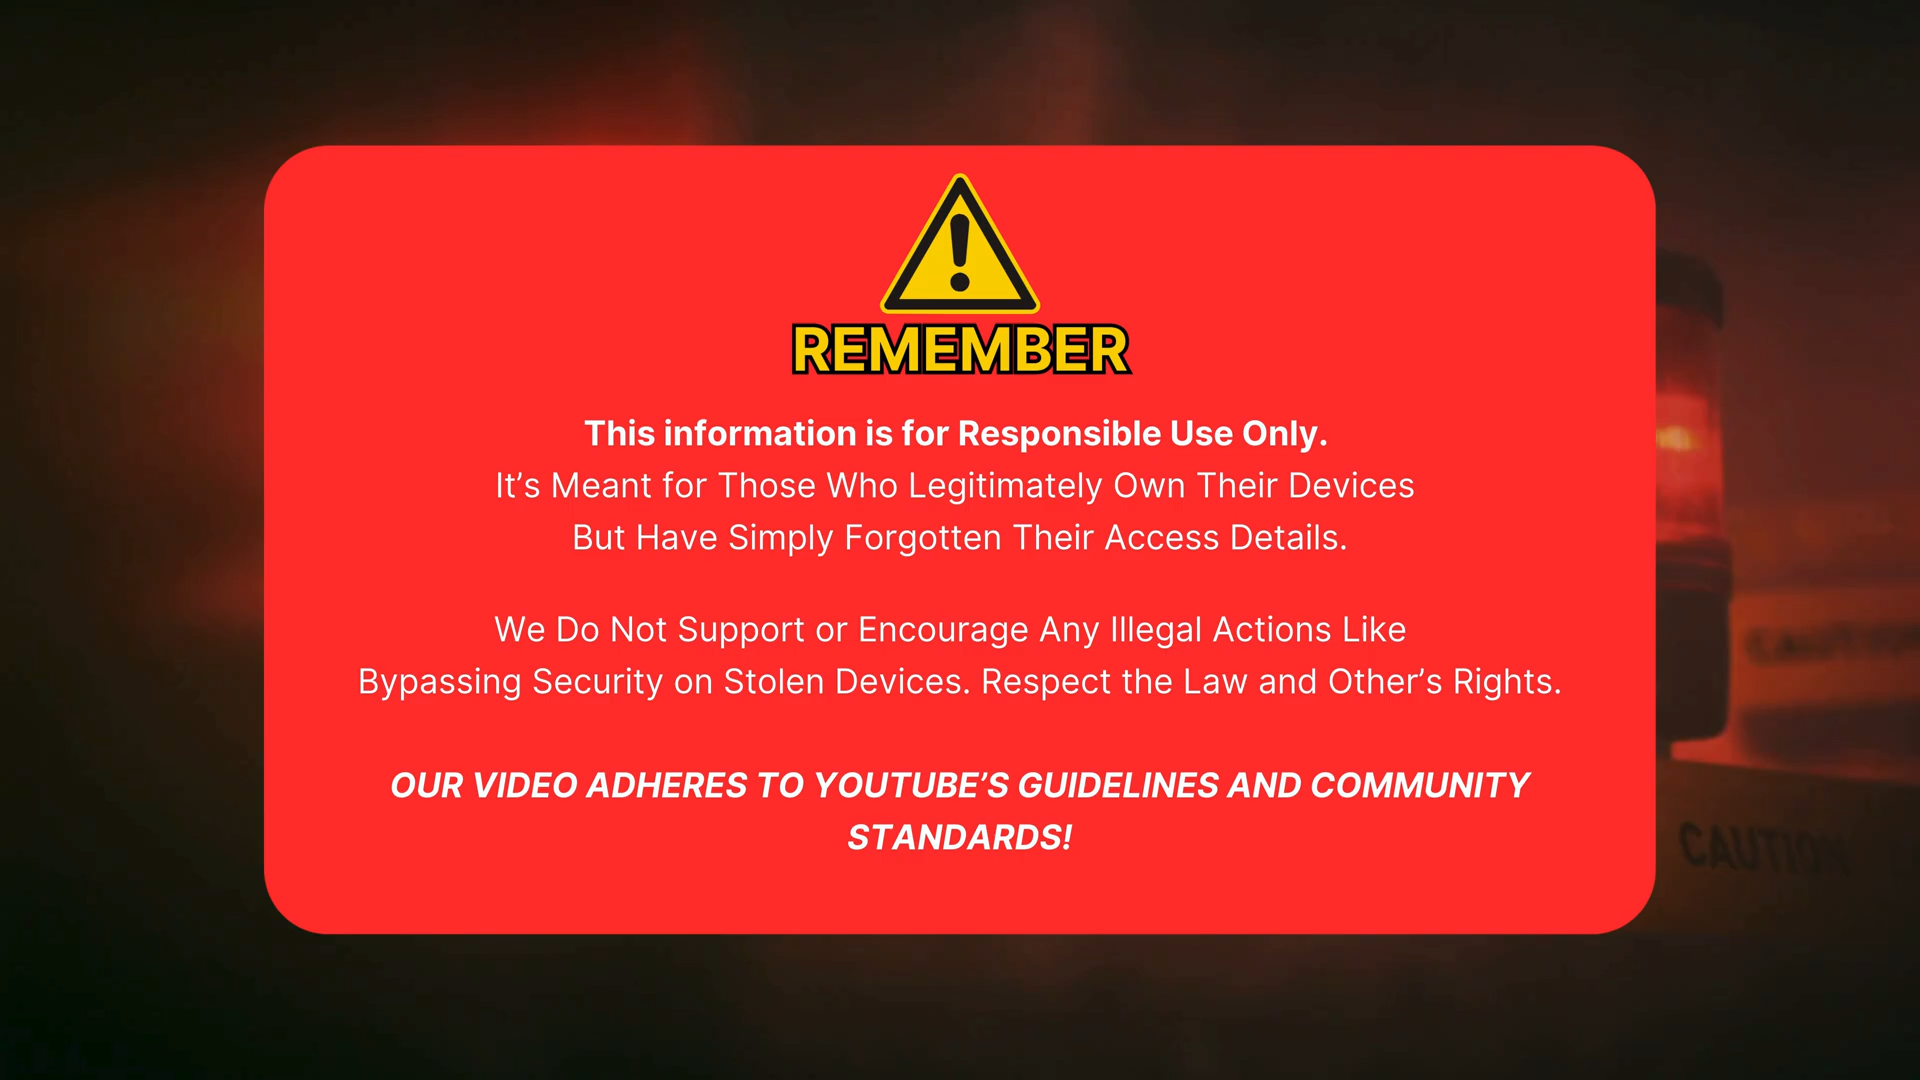 REMEMBER
This information is for Responsible Use Only.
It’s Meant for Those Who Legitimately Own Their Devices
But Have Simply Forgotten Their Access Details.
We Do Not Support or Encourage Any Illegal Actions Like
Bypassing Security on Stolen Devices. Respect the Law and Other’s Rights.
OUR VIDEO ADHERES TO YOUTUBE’S GUIDELINES AND COMMUNITY
STANDARDS!
CAUTION
CAUTION